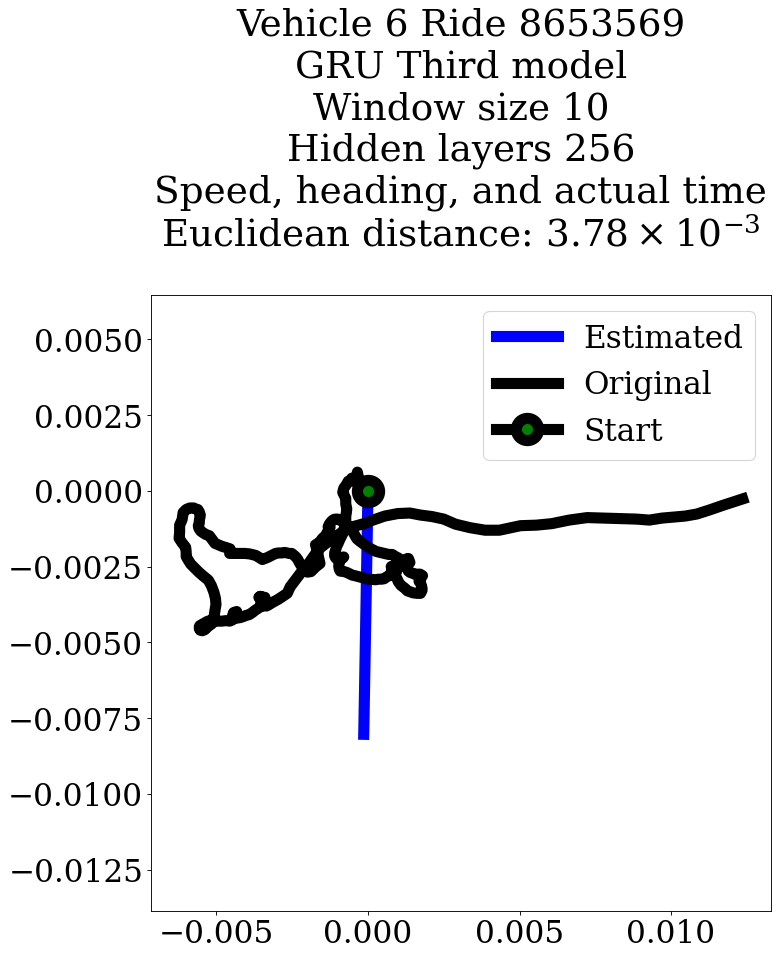 Vehicle 6 Ride 8653569
GRU Third model
Window size 10
Hidden layers 256
Speed, heading, and actual time
Euclidean distance: 3.78 × 10⁻³
Estimated
Original
Start
0.0050
0.0025
0.0000
−0.0025
−0.0050
−0.0075
−0.0100
−0.0125
−0.005 0.000 0.005 0.010